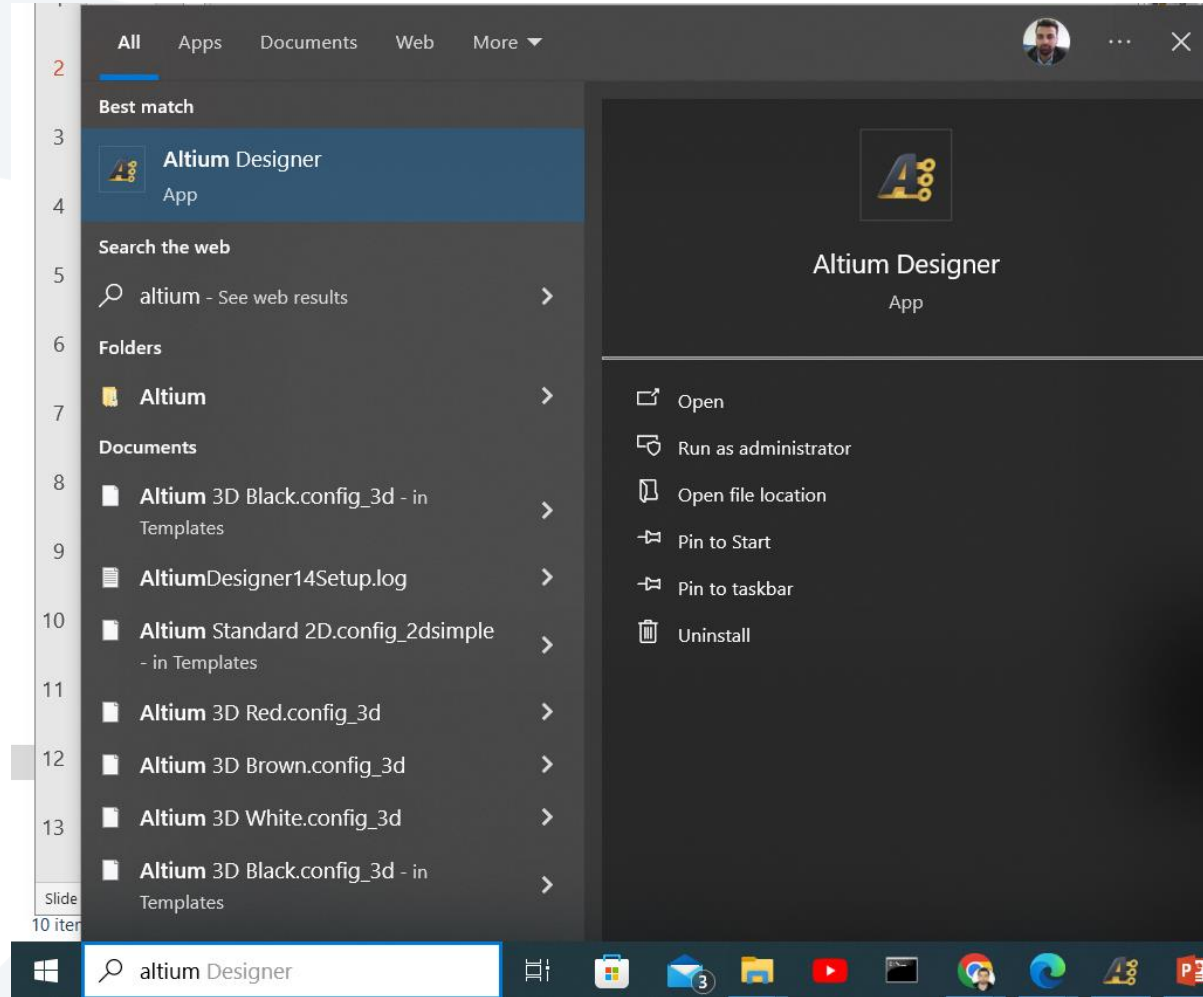 2
3
4
5
6
7
8
9
10
11
12
13
Slide
10 iter
All Apps Documents Web More
Best match
Altium Designer
App
Search the web
altium - See web results
Folders
Altium
Documents
Altium 3D Black.config_3d - in
Templates
AltiumDesigner14Setup.log
Altium Standard 2D.config_2dsimple
- in Templates
Altium 3D Red.config_3d
Altium 3D Brown.config_3d
Altium 3D White.config_3d
Altium 3D Black.config_3d - in
Templates
Altium Designer
App
Open
Run as administrator
Open file location
Pin to Start
Pin to taskbar
Uninstall
altium Designer
3